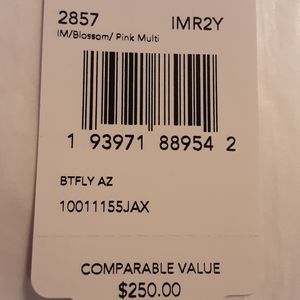 2857 IMR2Y
IM/Blossom/ Pink Multi
1 93971 88954 2
BTFLY AZ
10011155JAX
COMPARABLE VALUE
$250.00